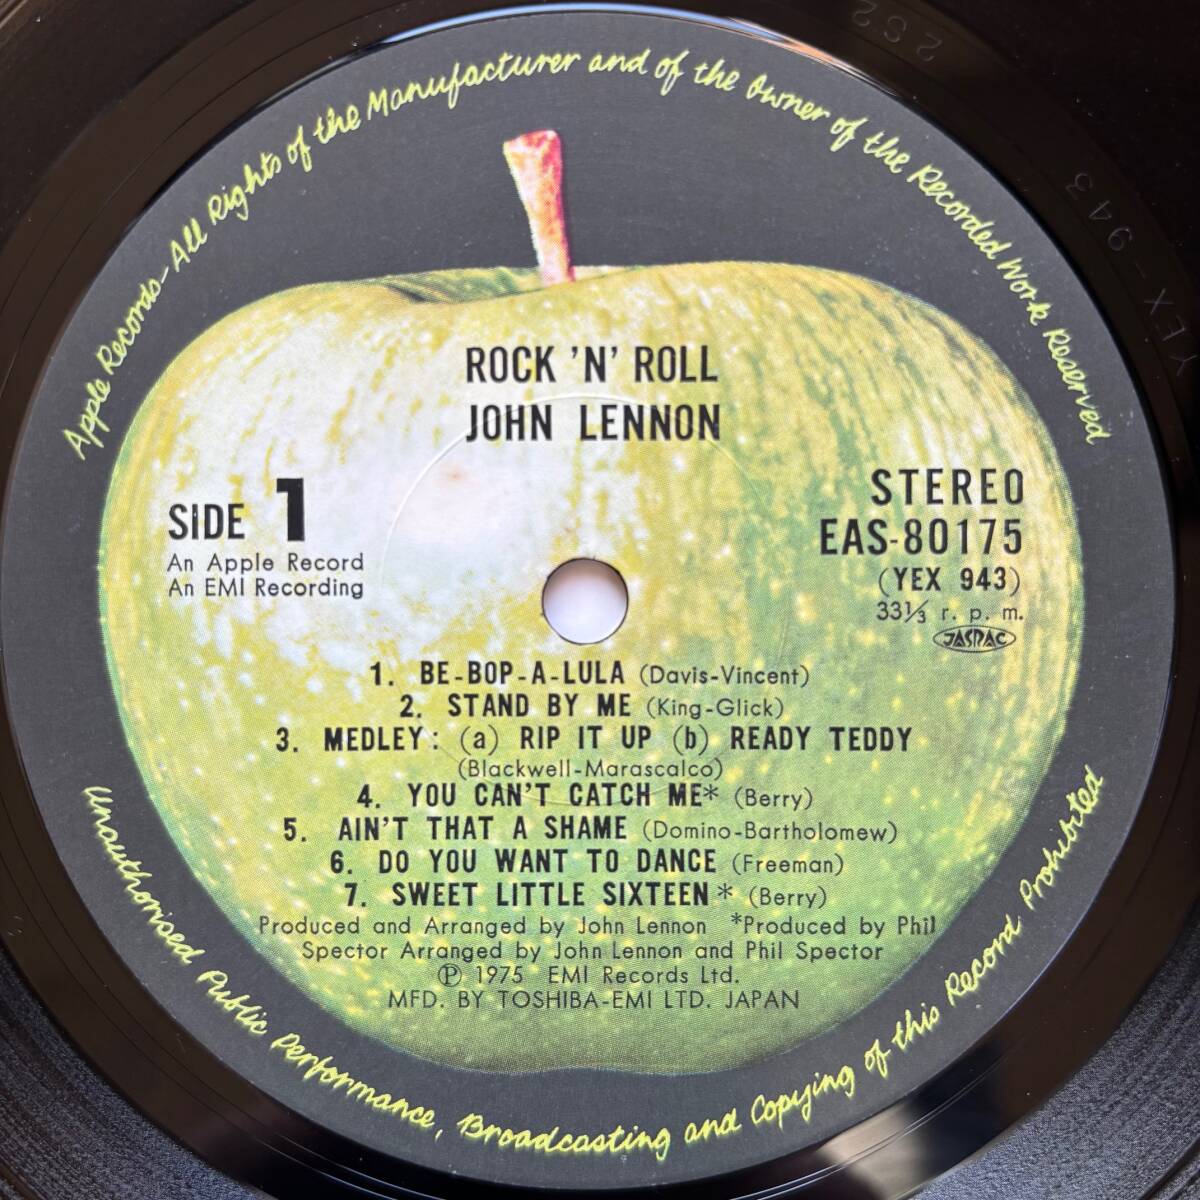 Apple Records-All Rights of the Manufacturer and of the Owner of the Recorded Work Reserved
ROCK 'N' ROLL
JOHN LENNON
SIDE 1
An Apple Record
An EMI Recording
STEREO
EAS-80175
(YEX 943)
33⅓ r. p. m.
JASRAC
1. BE-BOP-A-LULA (Davis-Vincent)
2. STAND BY ME (King-Glick)
3. MEDLEY: (a) RIP IT UP (b) READY TEDDY
(Blackwell-Marascalco)
4. YOU CAN'T CATCH ME* (Berry)
5. AIN'T THAT A SHAME (Domino-Bartholomew)
6. DO YOU WANT TO DANCE (Freeman)
7. SWEET LITTLE SIXTEEN* (Berry)
Produced and Arranged by John Lennon *Produced by Phil
Spector Arranged by John Lennon and Phil Spector
Ⓟ 1975 EMI Records Ltd.
MFD. BY TOSHIBA-EMI LTD. JAPAN
Unauthorised Public Performance, Broadcasting and Copying of this Record Prohibited
YEX-943
2S2